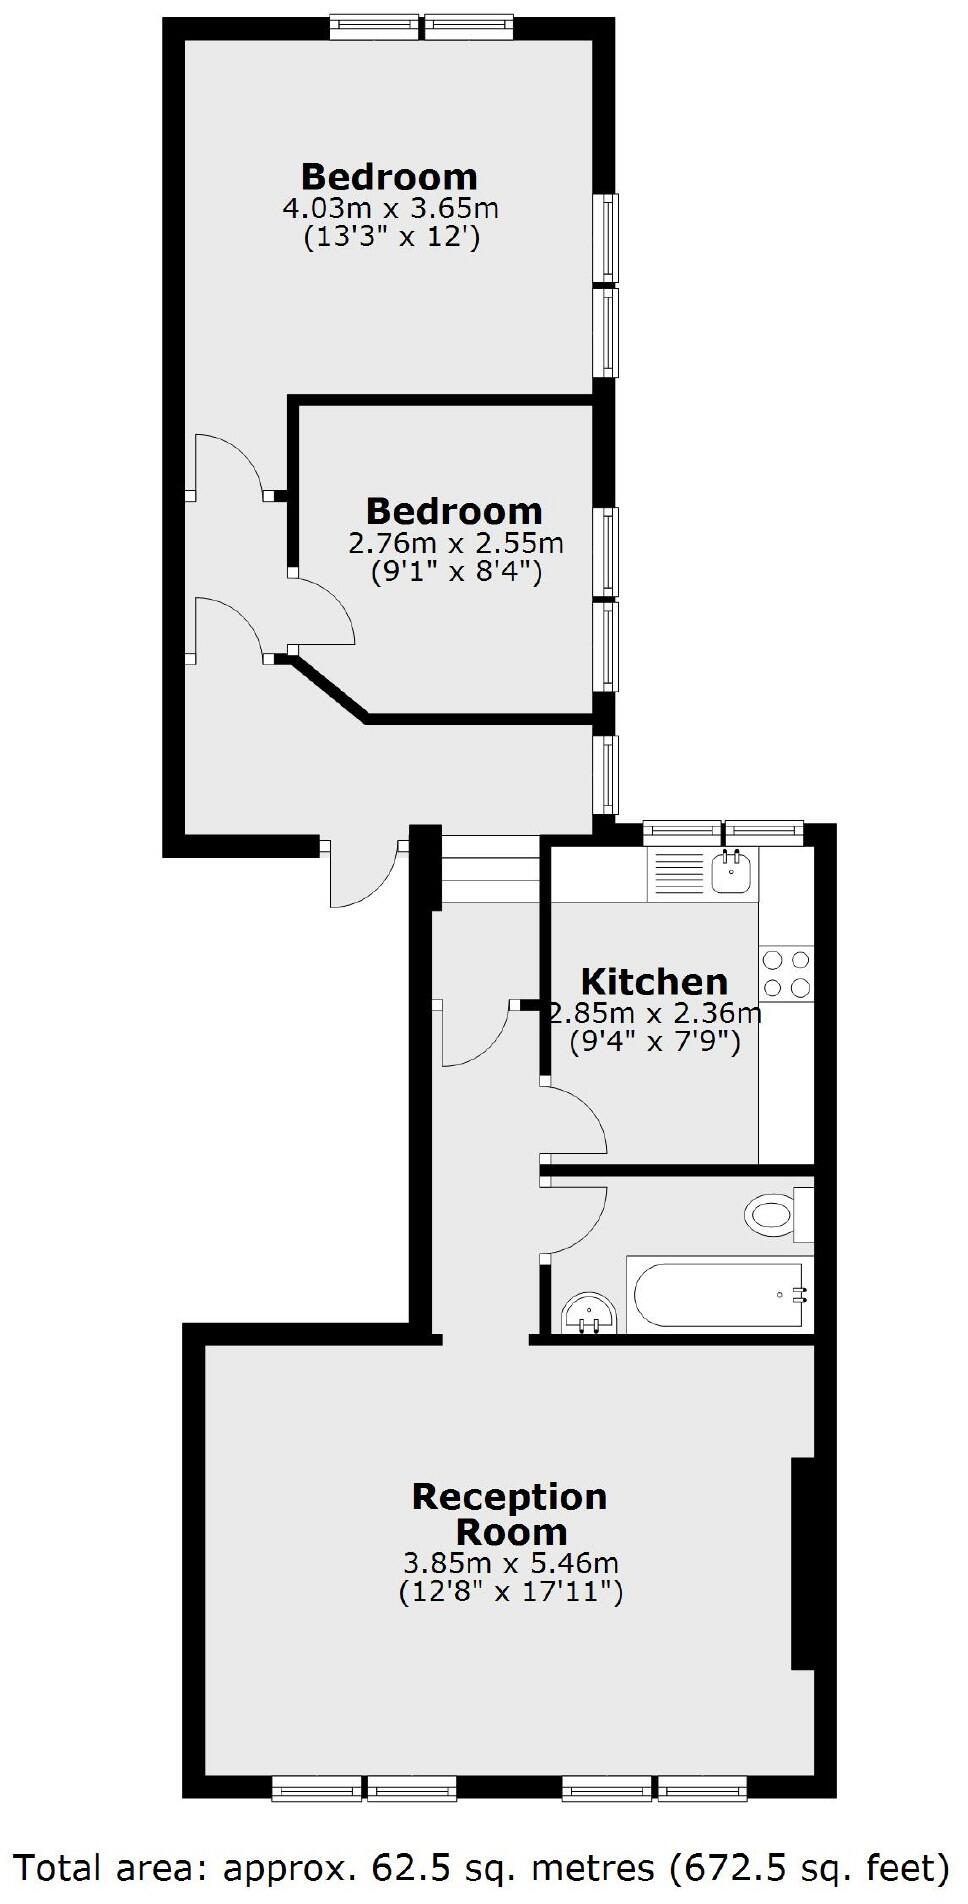 Bedroom
4.03m x 3.65m
(13'3" x 12')
Bedroom
2.76m x 2.55m
(9'1" x 8'4")
Kitchen
2.85m x 2.36m
(9'4" x 7'9")
Reception
Room
3.85m x 5.46m
(12'8" x 17'11")
Total area: approx. 62.5 sq. metres (672.5 sq. feet)